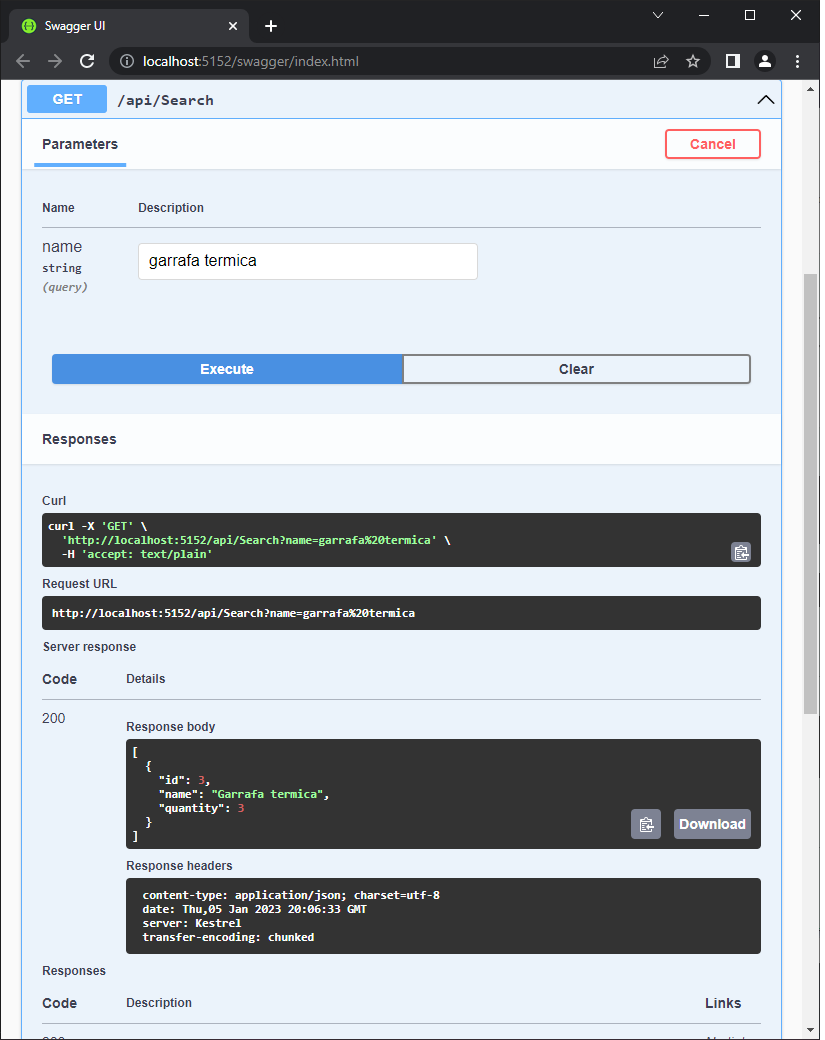 Swagger UI
localhost:5152/swagger/index.html
GET /api/Search
Parameters Cancel
Name Description
name
string
(query)
garrafa termica
Execute Clear
Responses
Curl
curl -X 'GET' \
'http://localhost:5152/api/Search?name=garrafa%20termica' \
-H 'accept: text/plain'
Request URL
http://localhost:5152/api/Search?name=garrafa%20termica
Server response
Code Details
200
Response body
[
{
"id": 3,
"name": "Garrafa termica",
"quantity": 3
}
]
Download
Response headers
content-type: application/json; charset=utf-8
date: Thu,05 Jan 2023 20:06:33 GMT
server: Kestrel
transfer-encoding: chunked
Responses
Code Description Links